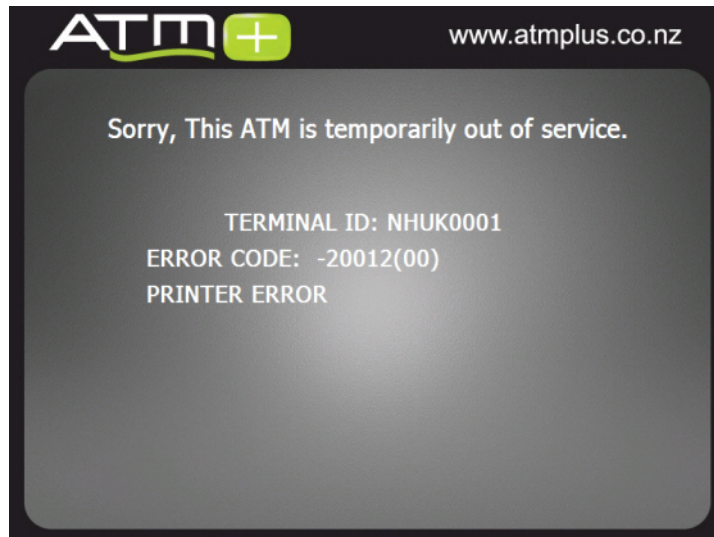 ATM+
www.atmplus.co.nz
Sorry, This ATM is temporarily out of service.
TERMINAL ID: NHUK0001
ERROR CODE: -20012(00)
PRINTER ERROR